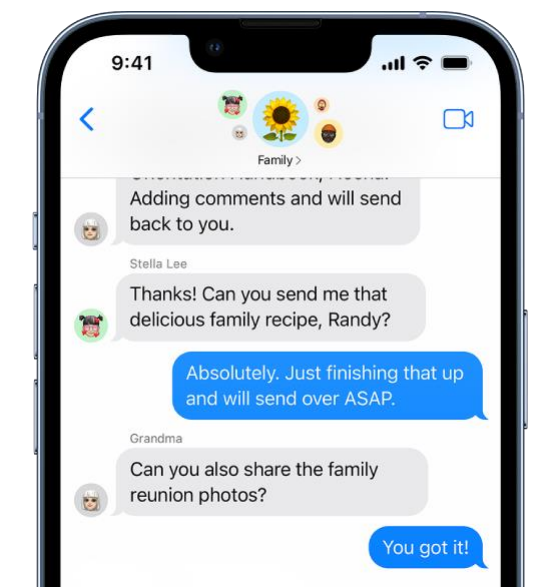 9:41
Family >
Adding comments and will send
back to you.
Stella Lee
Thanks! Can you send me that
delicious family recipe, Randy?
Absolutely. Just finishing that up
and will send over ASAP.
Grandma
Can you also share the family
reunion photos?
You got it!